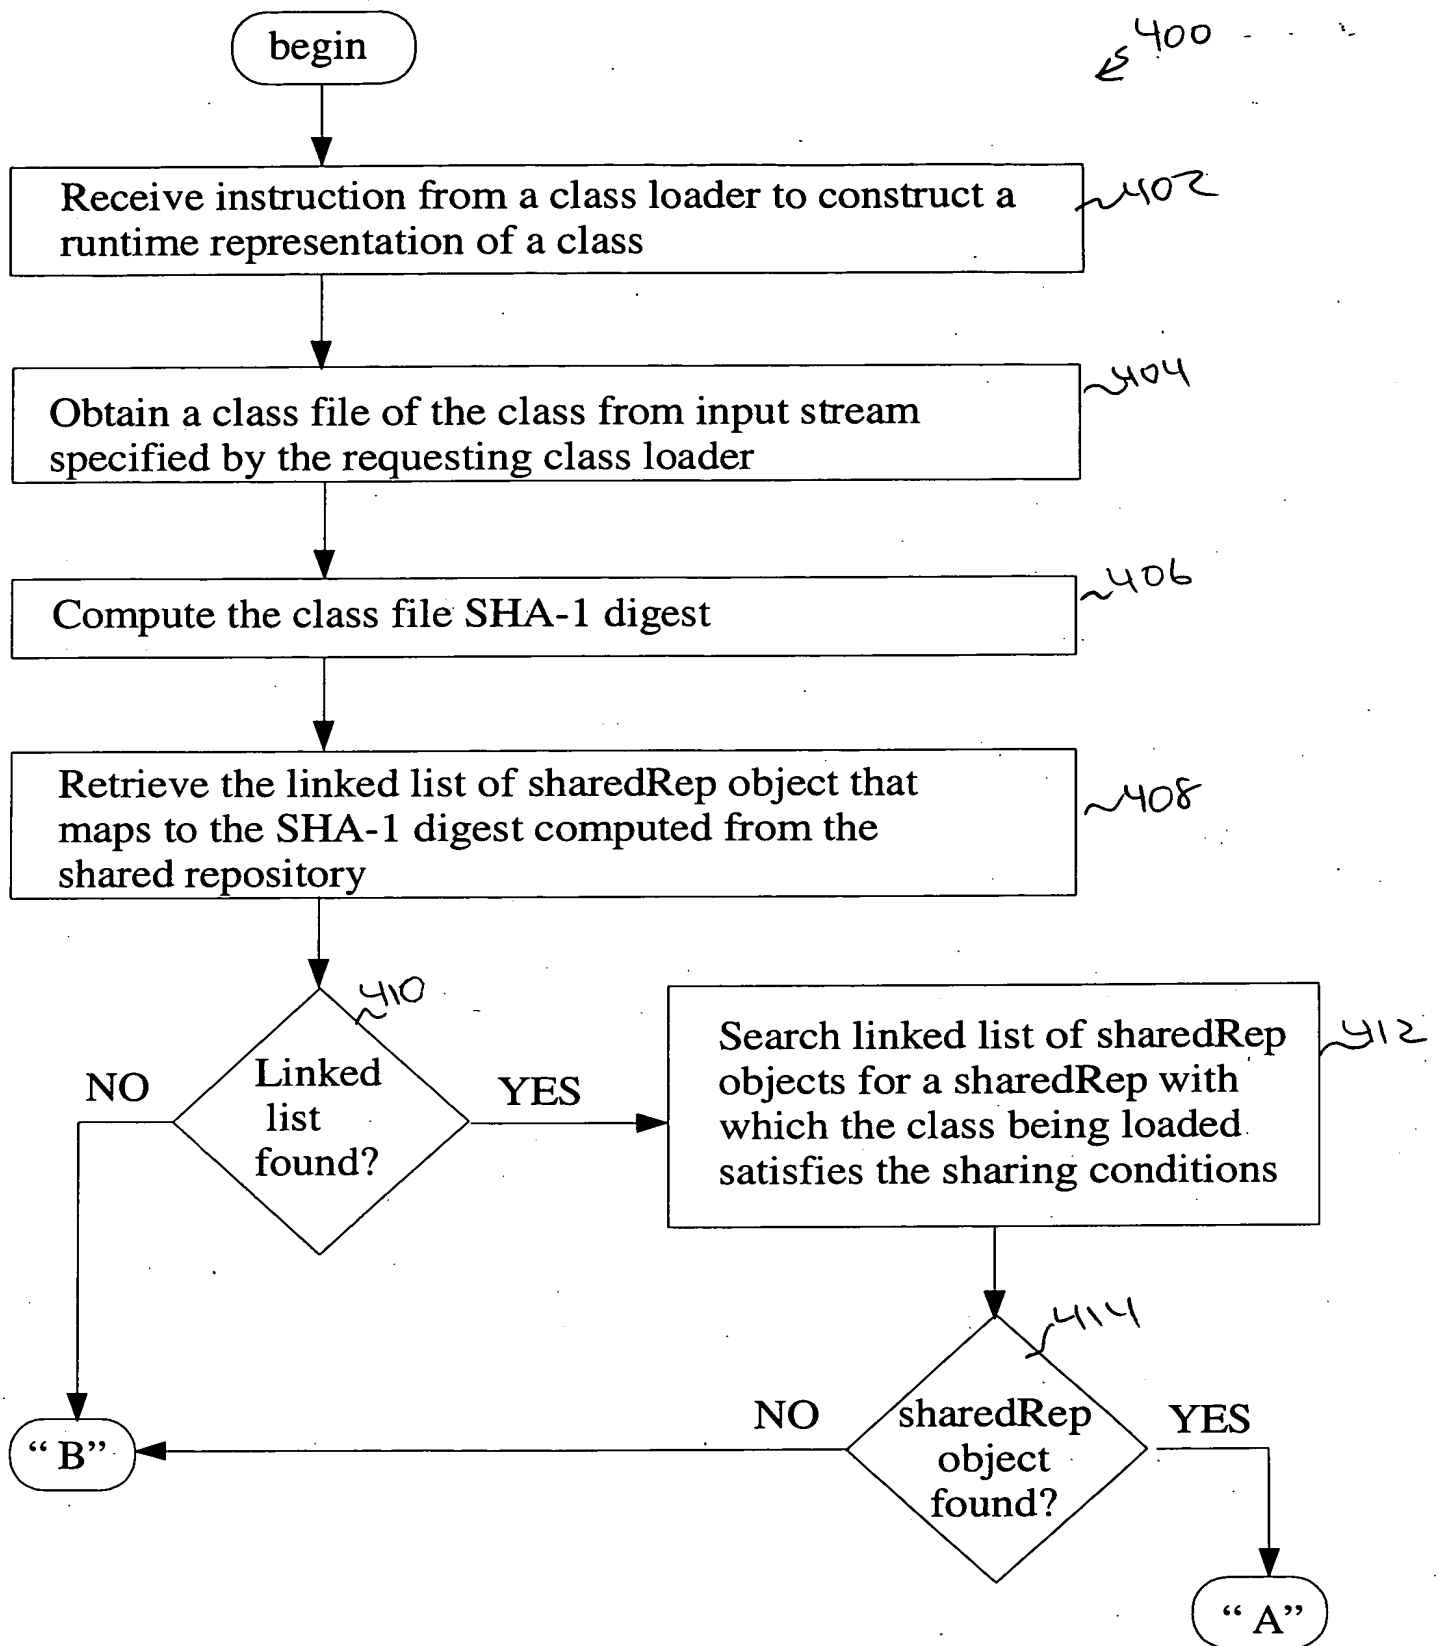 begin
400
Receive instruction from a class loader to construct a
runtime representation of a class
402
Obtain a class file of the class from input stream
specified by the requesting class loader
404
Compute the class file SHA-1 digest
406
Retrieve the linked list of sharedRep object that
maps to the SHA-1 digest computed from the
shared repository
408
410
Linked
list
found?
NO
YES
Search linked list of sharedRep
objects for a sharedRep with
which the class being loaded
satisfies the sharing conditions
412
414
sharedRep
object
found?
NO
YES
“B”
“A”